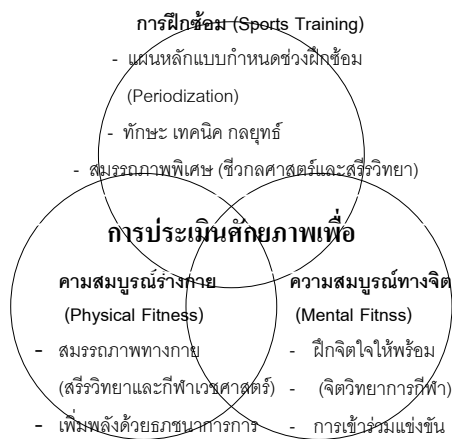 การฝึกซ้อม (Sports Training)
- แผนหลักแบบกำหนดช่วงฝึกซ้อม
(Periodization)
- ทักษะ เทคนิค กลยุทธ์
- สมรรถภาพพิเศษ (ชีวกลศาสตร์และสรีรวิทยา)
การประเมินศักยภาพเพื่อ
คามสมบูรณ์ร่างกาย
(Physical Fitness)
- สมรรถภาพทางกาย
(สรีรวิทยาและกีฬาเวชศาสตร์)
- เพิ่มพลังด้วยธภชนาการการ
ความสมบูรณ์ทางจิต
(Mental Fitnss)
- ฝึกจิตใจให้พร้อม
- (จิตวิทยาการกีฬา)
- การเข้าร่วมแข่งขัน